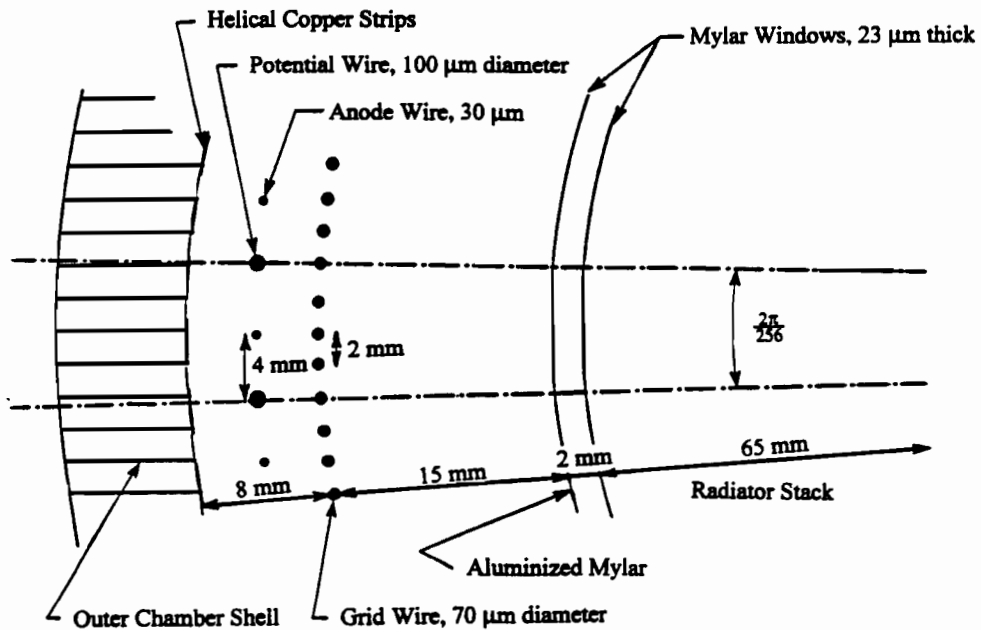 Helical Copper Strips
Mylar Windows, 23 μm thick
Potential Wire, 100 μm diameter
Anode Wire, 30 μm
2π
256
4 mm
2 mm
8 mm
15 mm
2 mm
65 mm
Radiator Stack
Aluminized Mylar
Outer Chamber Shell
Grid Wire, 70 μm diameter